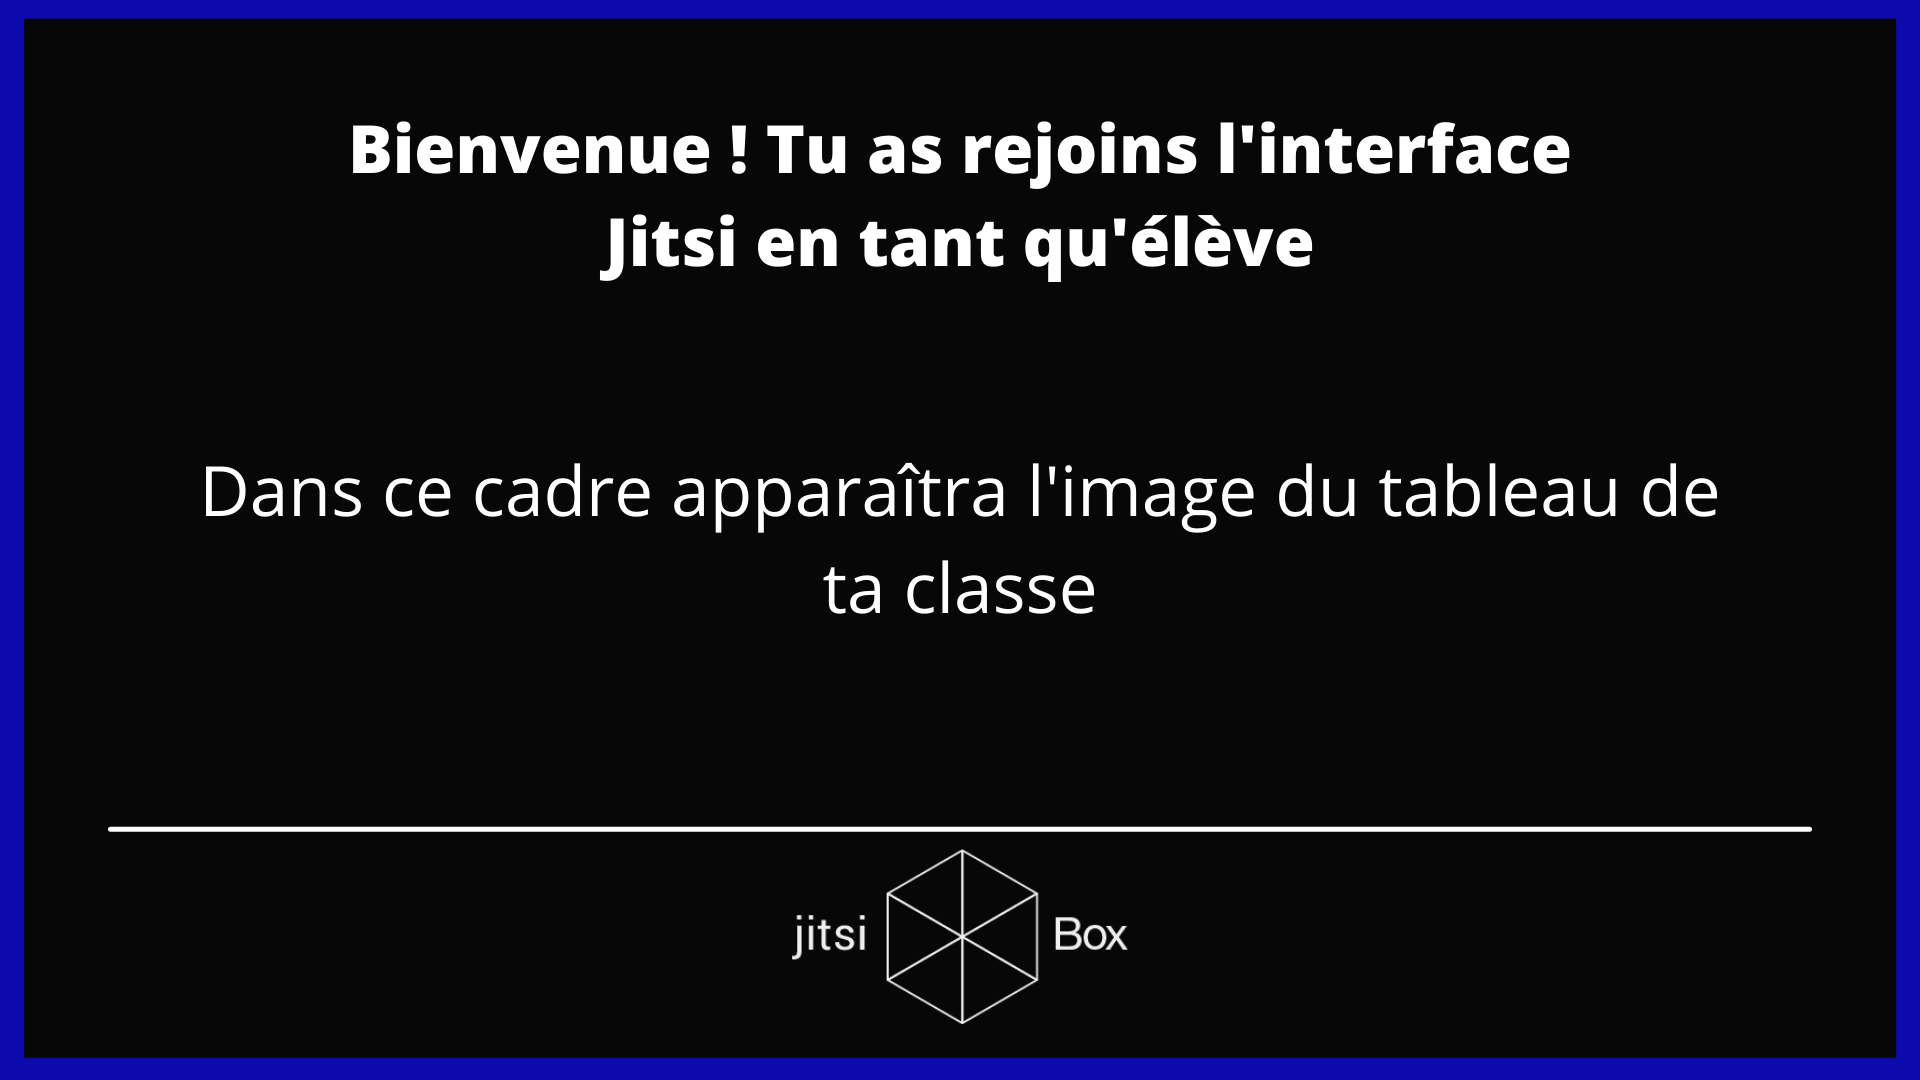 Bienvenue ! Tu as rejoins l'interface
Jitsi en tant qu'élève
Dans ce cadre apparaîtra l'image du tableau de
ta classe
jitsi Box